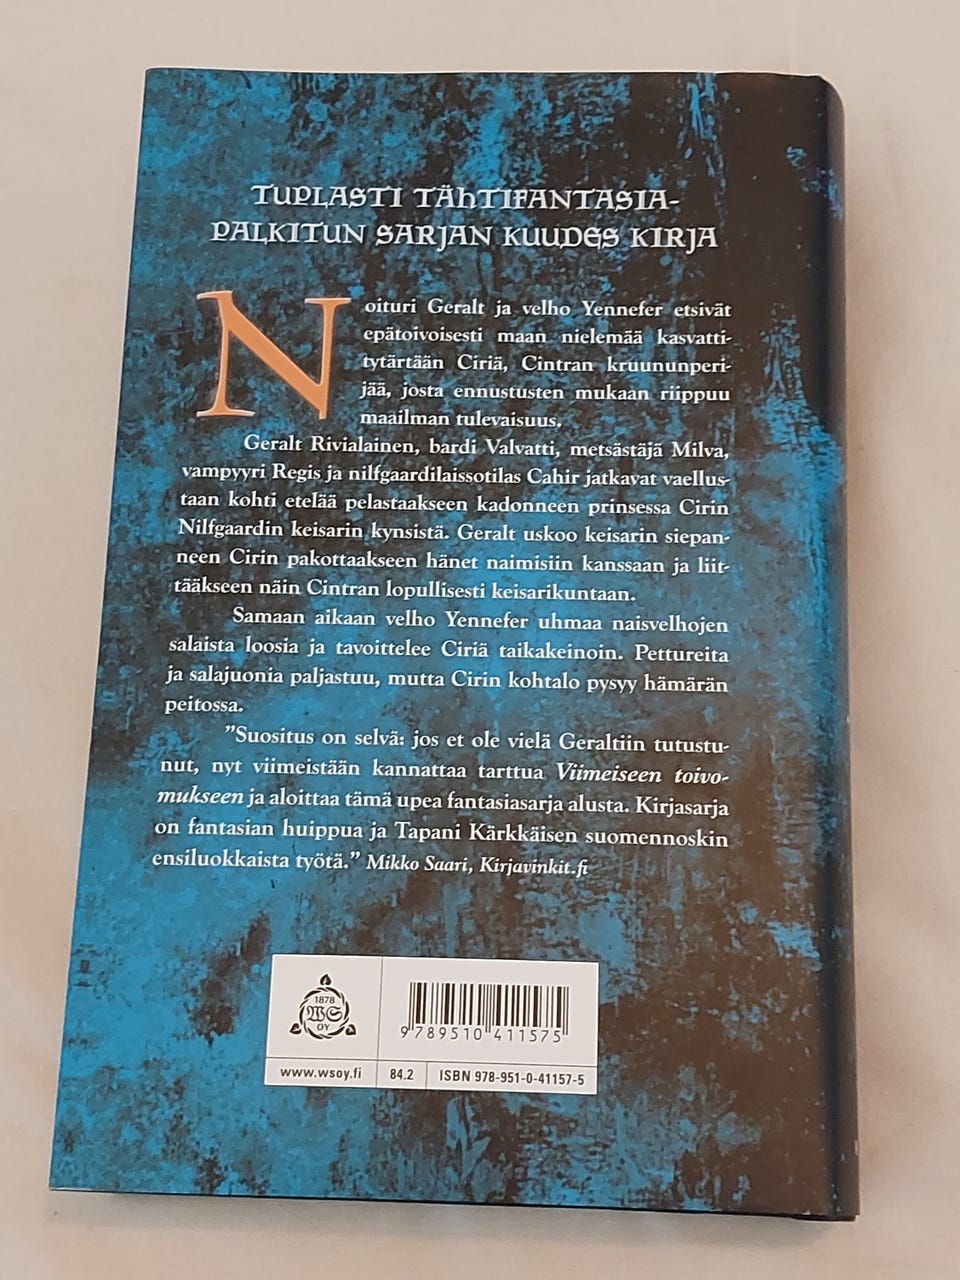 TUPLASTI TÄHTIFANTASIA-
PALKITUN SARJAN KUUDES KIRJA
Noituri Geralt ja velho Yennefer etsivät
epätoivoisesti maan nielemää kasvatti-
tytärtään Ciriä, Cintran kruununperi-
jää, josta ennustusten mukaan riippuu
maailman tulevaisuus.
Geralt Rivialainen, bardi Valvatti, metsästäjä Milva,
vampyyri Regis ja nilfgaardilaissotilas Cahir jatkavat vaellus-
taan kohti etelää pelastaakseen kadonneen prinsessa Cirin
Nilfgaardin keisarin kynsistä. Geralt uskoo keisarin siepan-
neen Cirin pakottaakseen hänet naimisiin kanssaan ja liit-
tääkseen näin Cintran lopullisesti keisarikuntaan.
Samaan aikaan velho Yennefer uhmaa naisvelhojen
salaista loosia ja tavoittelee Ciriä taikakeinoin. Pettureita
ja salajuonia paljastuu, mutta Cirin kohtalo pysyy hämärän
peitossa.
”Suositus on selvä: jos et ole vielä Geraltiin tutustu-
nut, nyt viimeistään kannattaa tarttua Viimeiseen toivo-
mukseen ja aloittaa tämä upea fantasiasarja alusta. Kirjasarja
on fantasian huippua ja Tapani Kärkkäisen suomennoskin
ensiluokkaista työtä.” Mikko Saari, Kirjavinkit.fi
1878
WS
OY
9 789510 411575
www.wsoy.fi
84.2
ISBN 978-951-0-41157-5